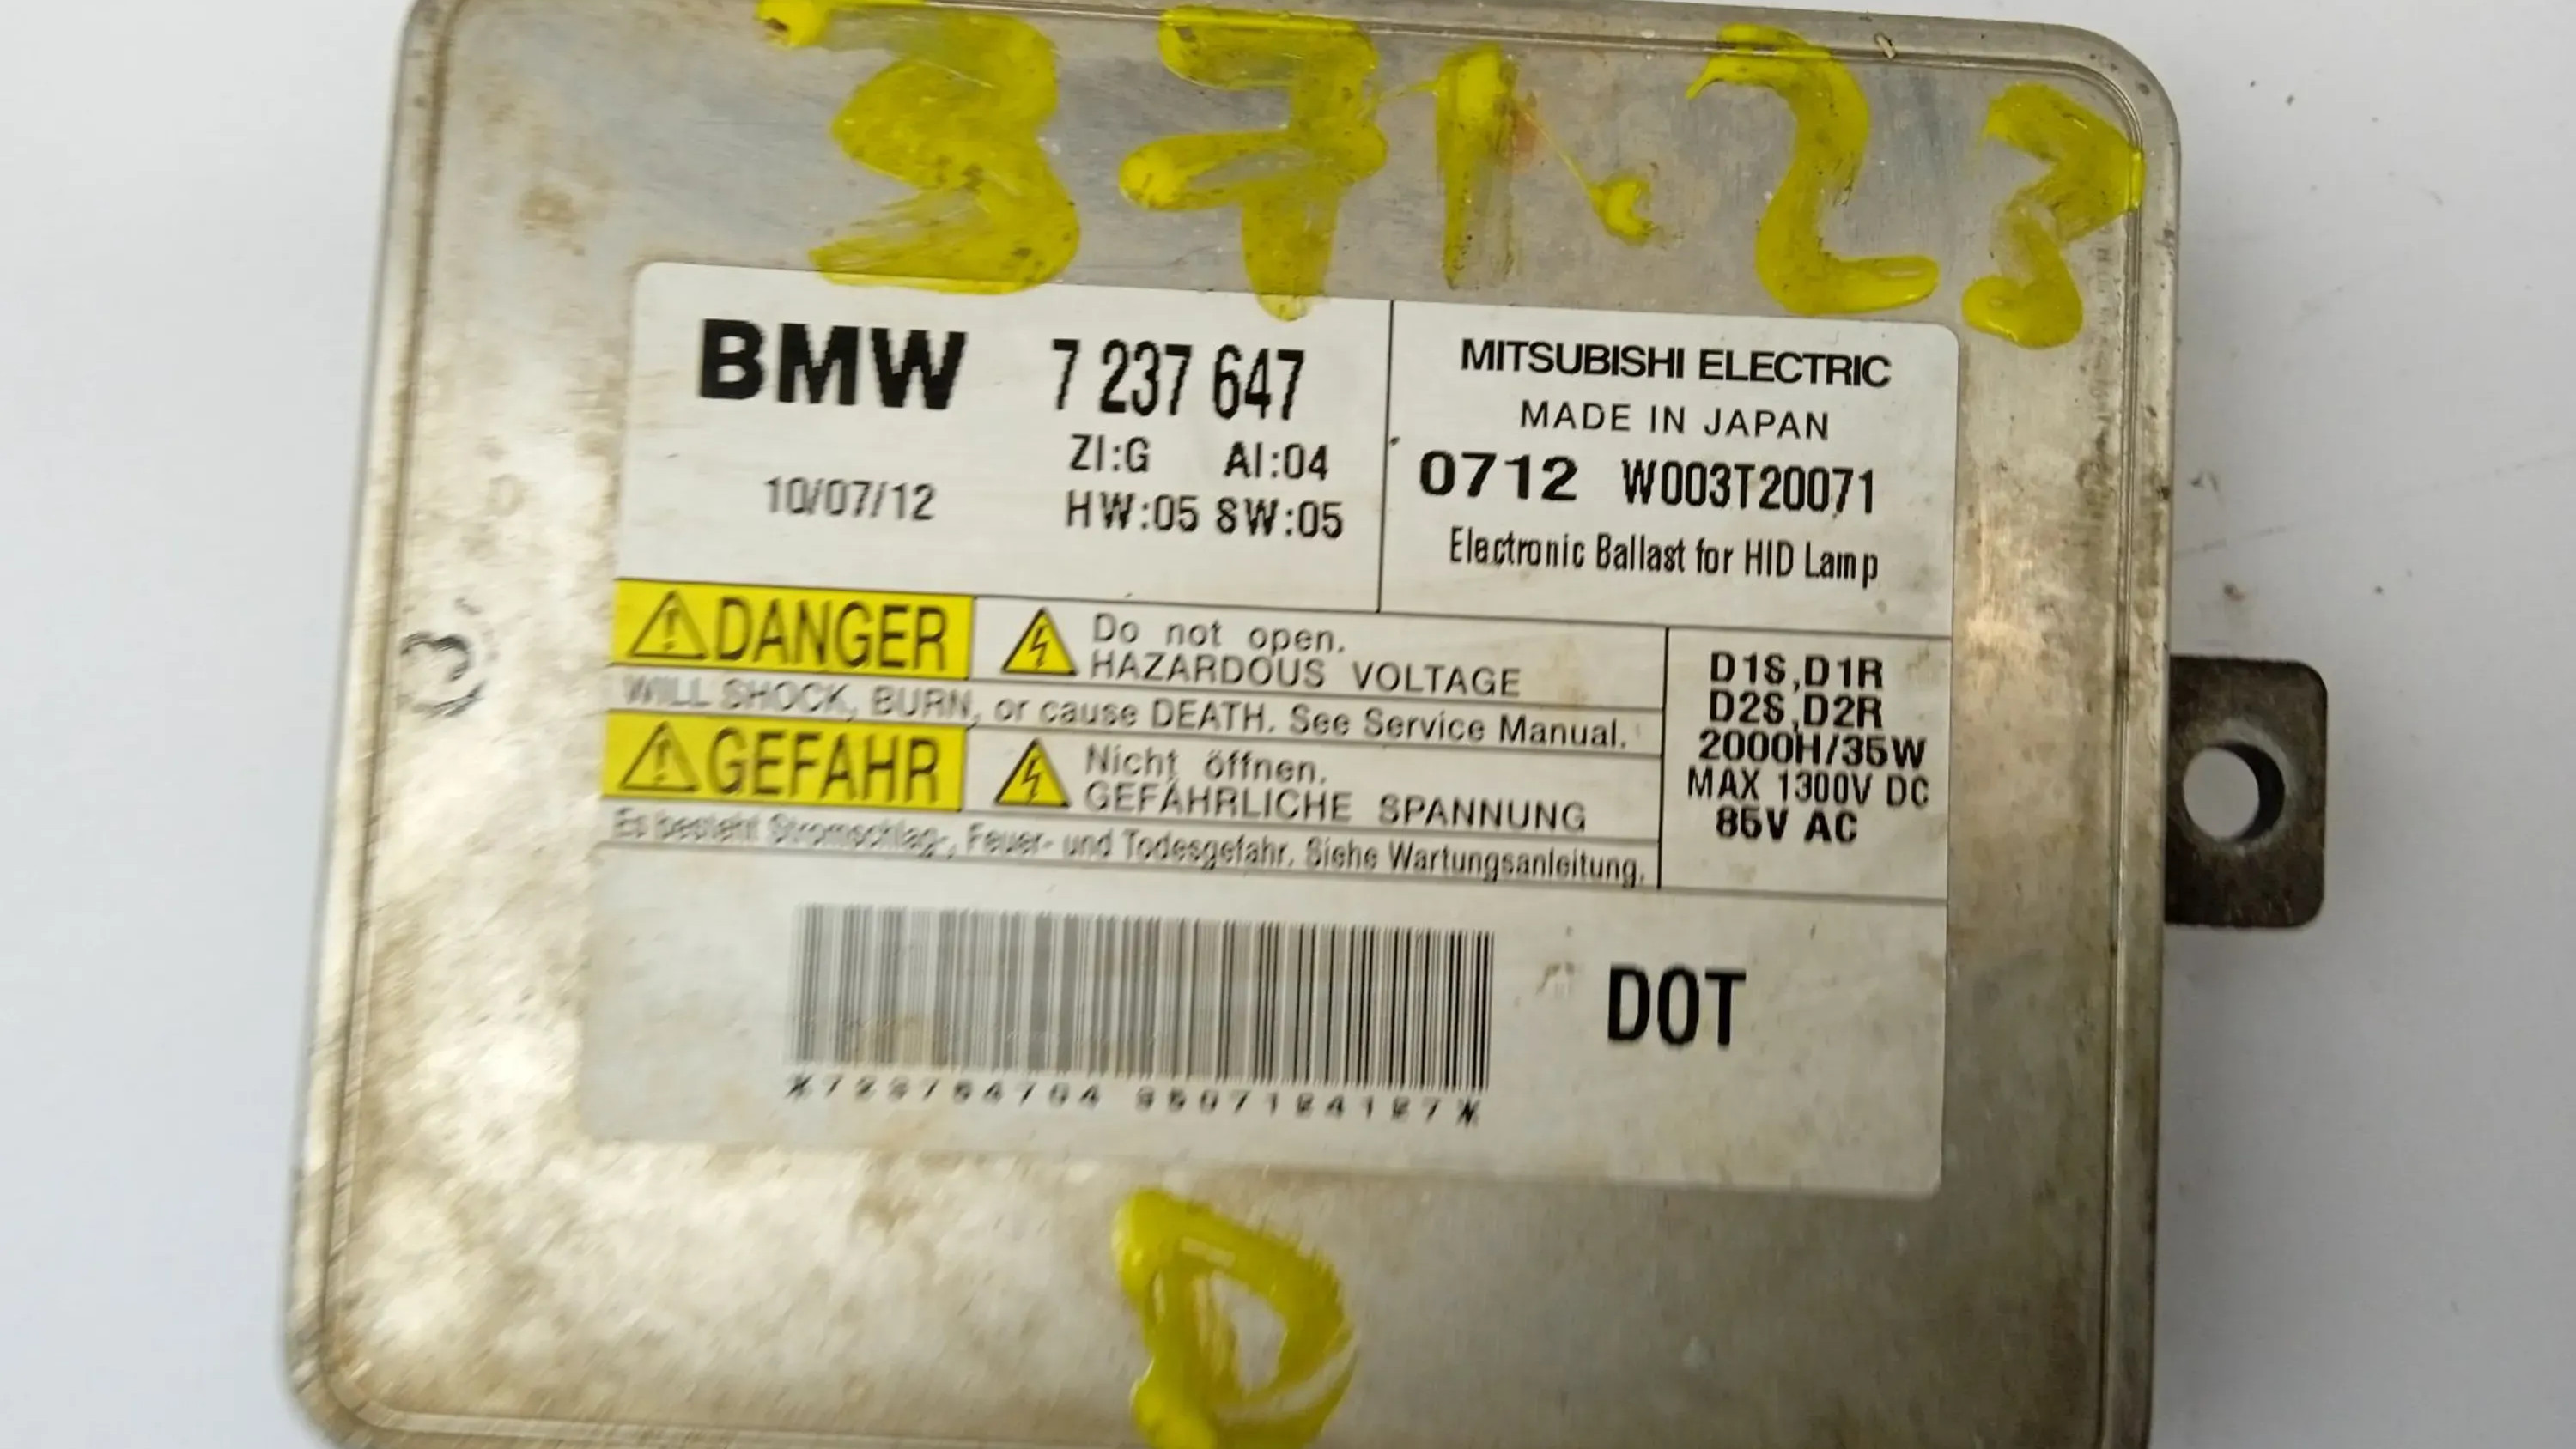 371.23
BMW 7 237 647
ZI:G AI:04
10/07/12
HW:05 SW:05
MITSUBISHI ELECTRIC
MADE IN JAPAN
0712 W003T20071
Electronic Ballast for HID Lamp
DANGER
Do not open.
HAZARDOUS VOLTAGE
WILL SHOCK, BURN, or cause DEATH. See Service Manual.
GEFAHR
Nicht öffnen.
GEFÄHRLICHE SPANNUNG
Es besteht Stromschlag-, Feuer- und Todesgefahr. Siehe Wartungsanleitung.
D1S,D1R
D2S,D2R
2000H/35W
MAX 1300V DC
85V AC
DOT
D